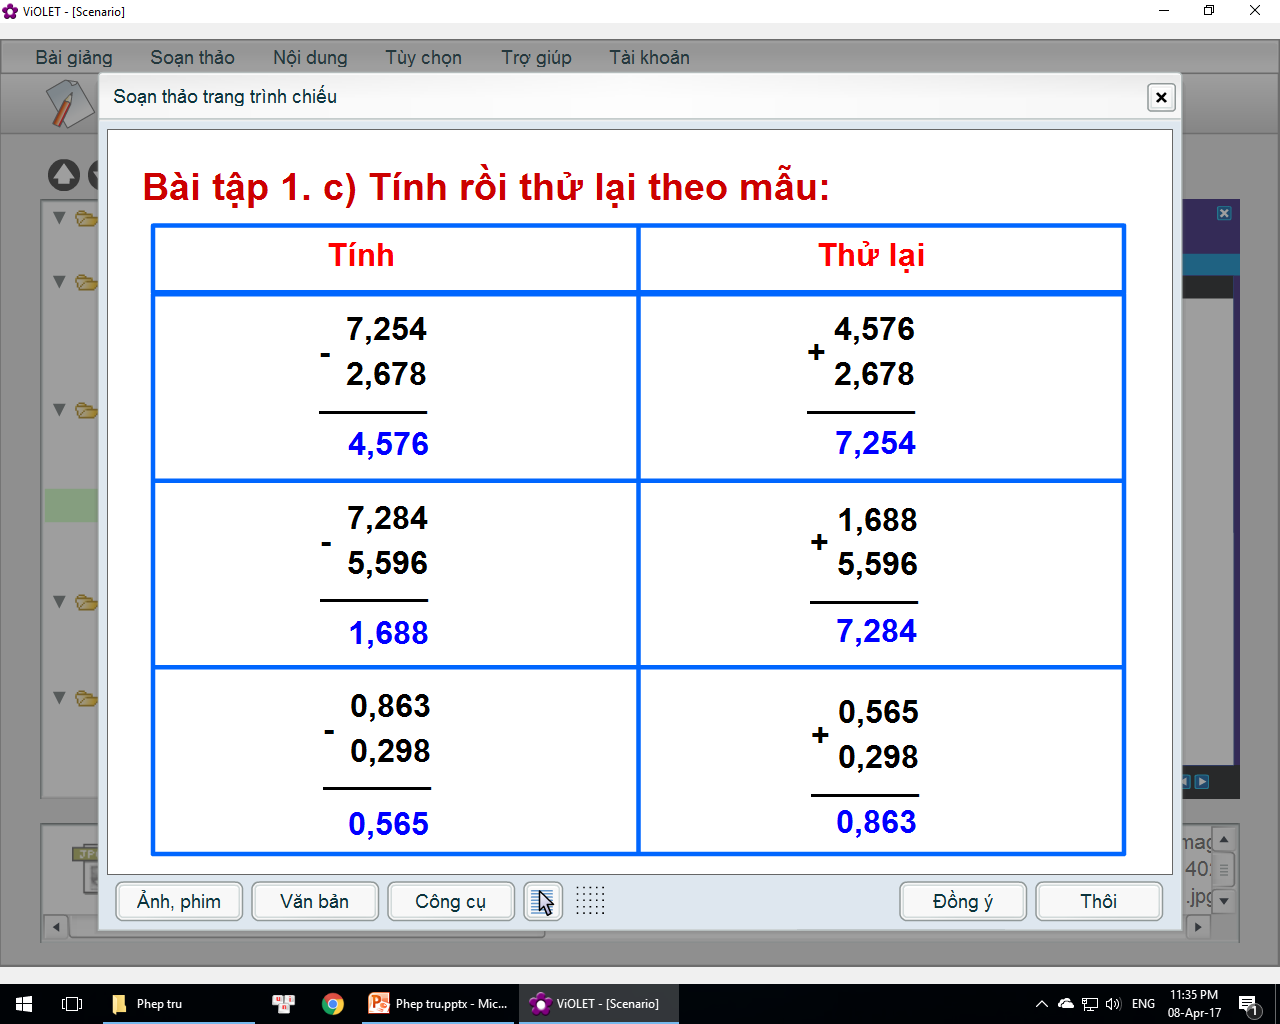 ViOLET - [Scenario]
Bài giảng Soạn thảo Nội dung Tùy chọn Trợ giúp Tài khoản
Soạn thảo trang trình chiếu
Bài tập 1. c) Tính rồi thử lại theo mẫu:
Tính Thử lại
7,254
-
2,678
4,576
4,576
+
2,678
7,254
7,284
-
5,596
1,688
1,688
+
5,596
7,284
0,863
-
0,298
0,565
0,565
+
0,298
0,863
JP
40
.jpg
Ảnh, phim Văn bản Công cụ Đồng ý Thôi
Phep tru Phep tru.pptx - Mic... ViOLET - [Scenario] ENG 11:35 PM
08-Apr-17
1